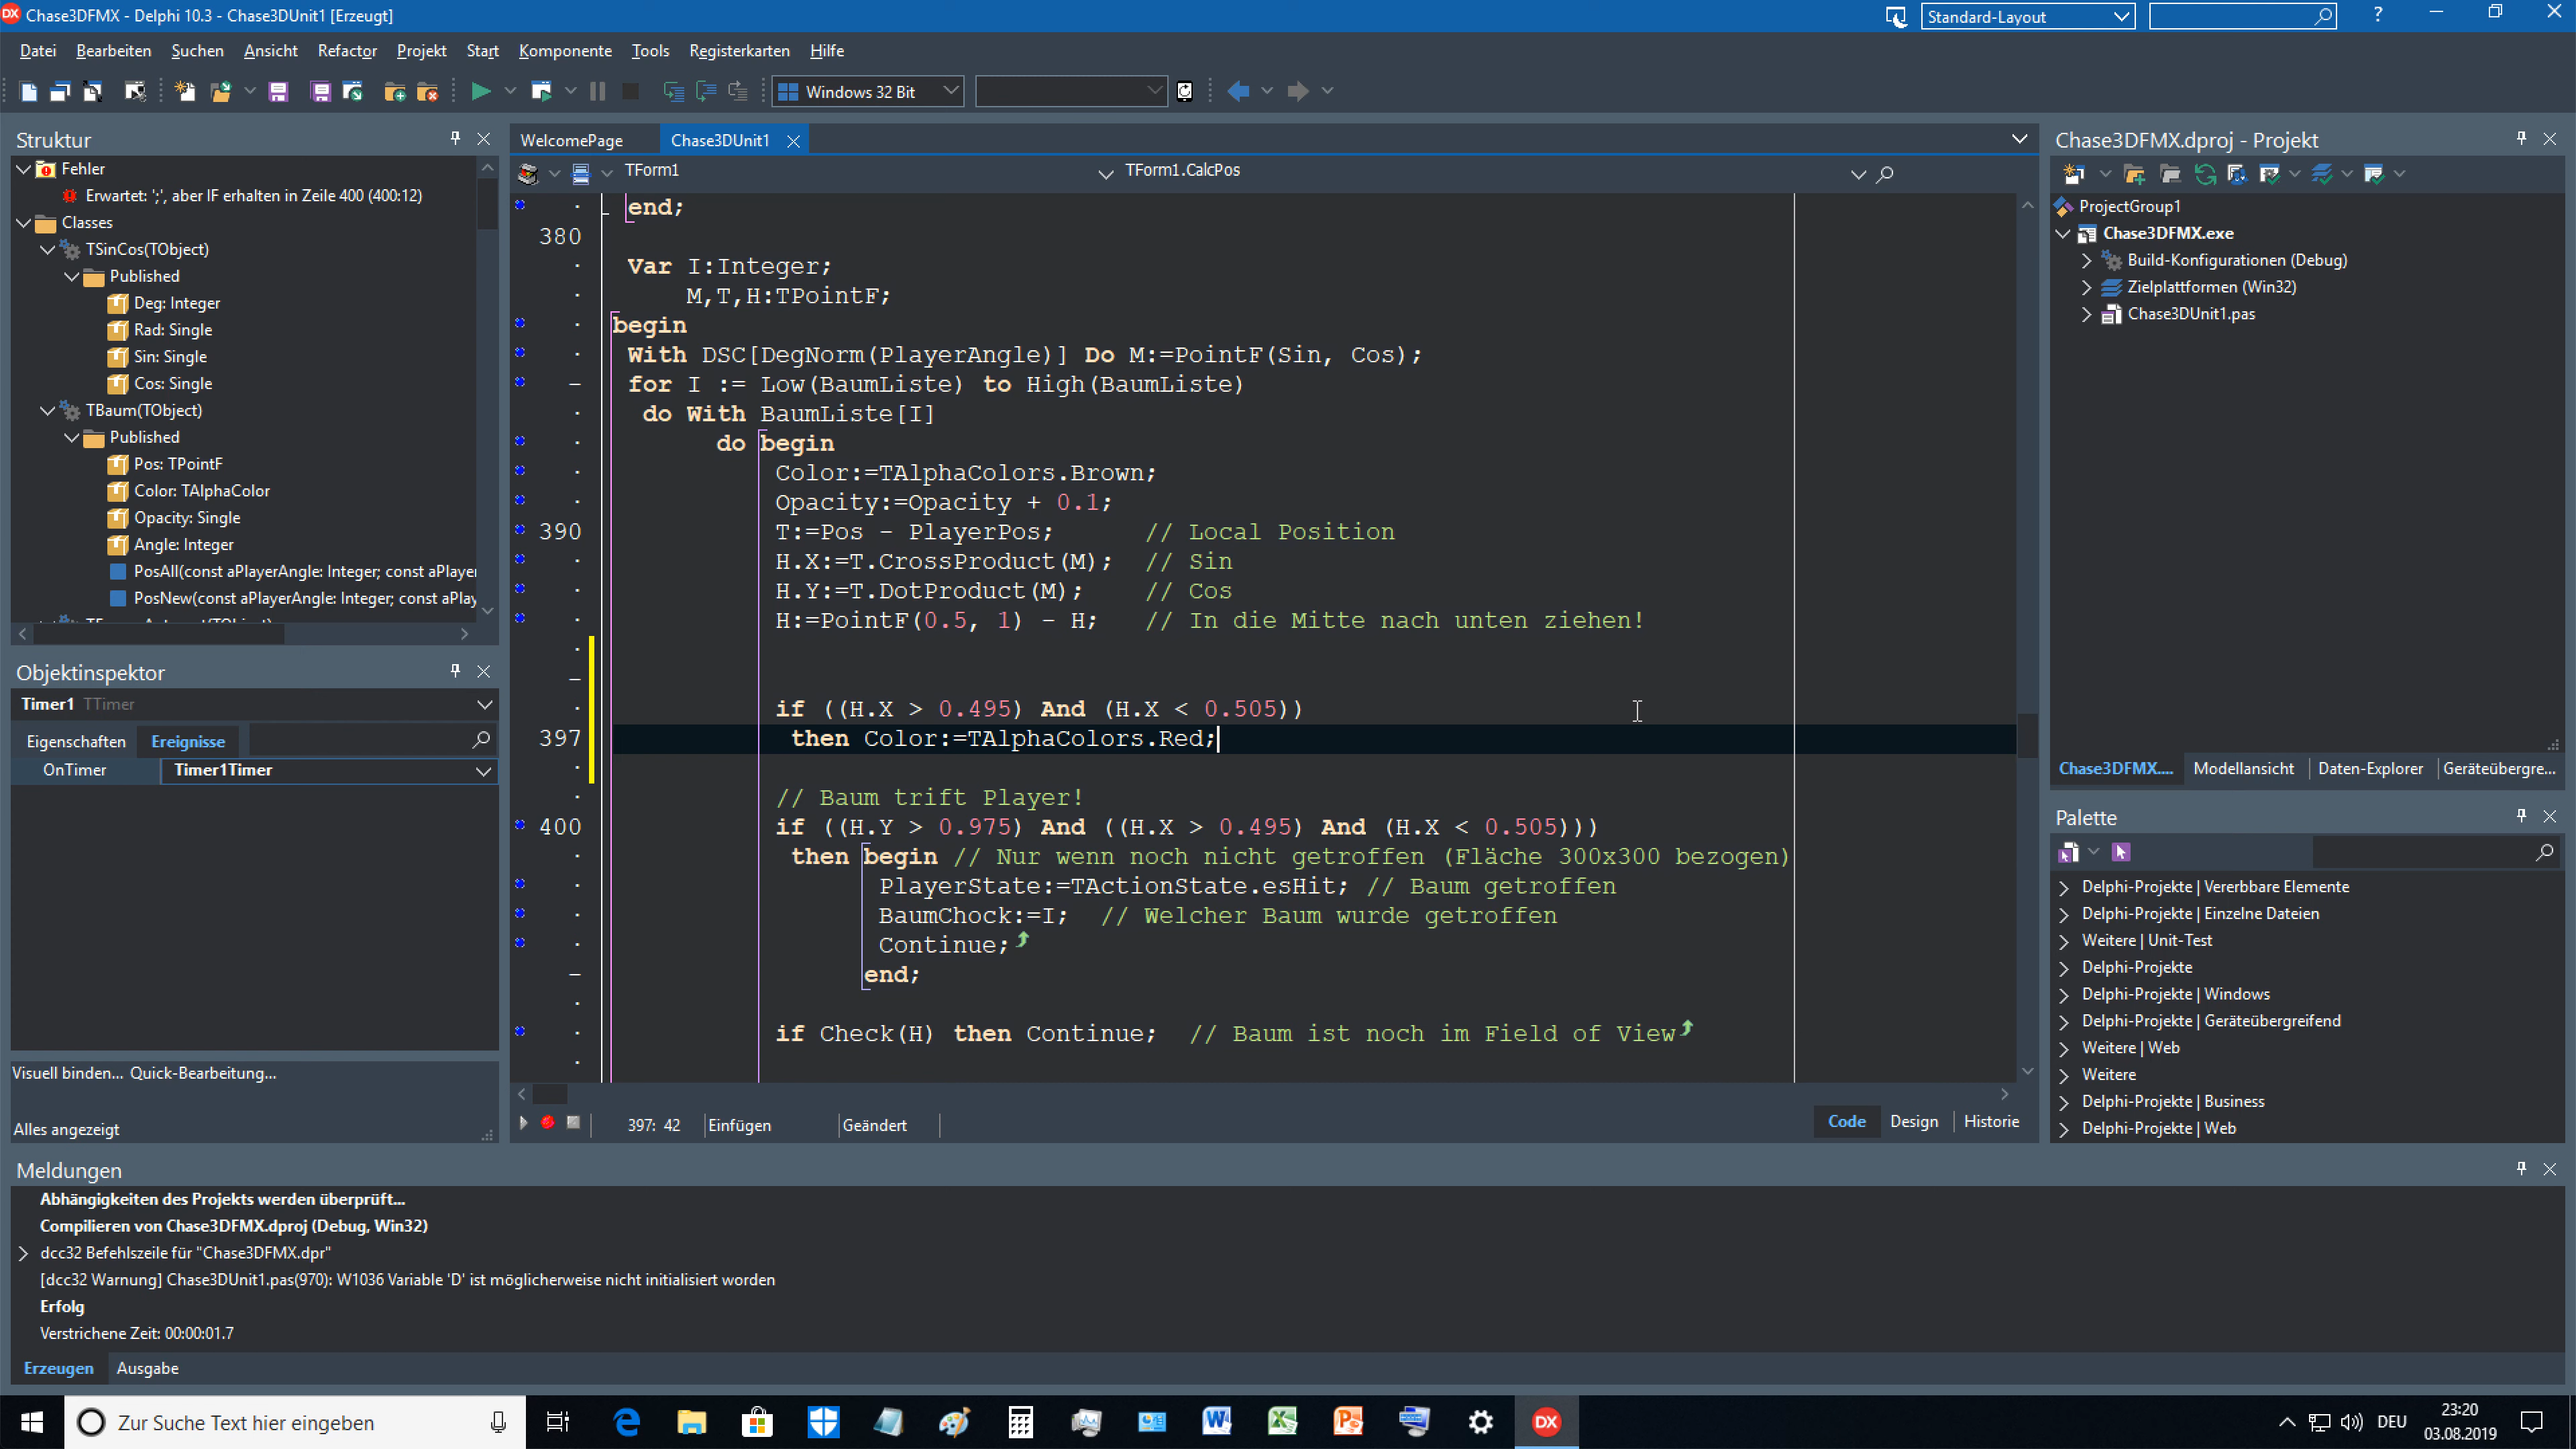 Chase3DFMX - Delphi 10.3 - Chase3DUnit1 [Erzeugt]
Standard-Layout
?
Datei Bearbeiten Suchen Ansicht Refactor Projekt Start Komponente Tools Registerkarten Hilfe
Windows 32 Bit
Struktur
Fehler
Erwartet: ';', aber IF erhalten in Zeile 400 (400:12)
Classes
TSinCos(TObject)
Published
Deg: Integer
Rad: Single
Sin: Single
Cos: Single
TBaum(TObject)
Published
Pos: TPointF
Color: TAlphaColor
Opacity: Single
Angle: Integer
PosAll(const aPlayerAngle: Integer; const aPlayer
PosNew(const aPlayerAngle: Integer; const aPlay
Objektinspektor
Timer1 TTimer
Eigenschaften Ereignisse
OnTimer Timer1Timer
Visuell binden... Quick-Bearbeitung...
Alles angezeigt
WelcomePage Chase3DUnit1
TForm1 TForm1.CalcPos
end;
380
Var I:Integer;
M,T,H:TPointF;
begin
With DSC[DegNorm(PlayerAngle)] Do M:=PointF(Sin, Cos);
for I := Low(BaumListe) to High(BaumListe)
do With BaumListe[I]
do begin
Color:=TAlphaColors.Brown;
Opacity:=Opacity + 0.1;
390 T:=Pos - PlayerPos; // Local Position
H.X:=T.CrossProduct(M); // Sin
H.Y:=T.DotProduct(M); // Cos
H:=PointF(0.5, 1) - H; // In die Mitte nach unten ziehen!
if ((H.X > 0.495) And (H.X < 0.505))
397 then Color:=TAlphaColors.Red;
// Baum trift Player!
400 if ((H.Y > 0.975) And ((H.X > 0.495) And (H.X < 0.505)))
then begin // Nur wenn noch nicht getroffen (Fläche 300x300 bezogen)
PlayerState:=TActionState.esHit; // Baum getroffen
BaumChock:=I; // Welcher Baum wurde getroffen
Continue;
end;
if Check(H) then Continue; // Baum ist noch im Field of View
397: 42 Einfügen Geändert
Code Design Historie
Chase3DFMX.dproj - Projekt
ProjectGroup1
Chase3DFMX.exe
Build-Konfigurationen (Debug)
Zielplattformen (Win32)
Chase3DUnit1.pas
Chase3DFMX.... Modellansicht Daten-Explorer Geräteübergre...
Palette
Delphi-Projekte | Vererbbare Elemente
Delphi-Projekte | Einzelne Dateien
Weitere | Unit-Test
Delphi-Projekte
Delphi-Projekte | Windows
Delphi-Projekte | Geräteübergreifend
Weitere | Web
Weitere
Delphi-Projekte | Business
Delphi-Projekte | Web
Meldungen
Abhängigkeiten des Projekts werden überprüft...
Compilieren von Chase3DFMX.dproj (Debug, Win32)
dcc32 Befehlszeile für "Chase3DFMX.dpr"
[dcc32 Warnung] Chase3DUnit1.pas(970): W1036 Variable 'D' ist möglicherweise nicht initialisiert worden
Erfolg
Verstrichene Zeit: 00:00:01.7
Erzeugen Ausgabe
Zur Suche Text hier eingeben
DX
DEU
23:20
03.08.2019